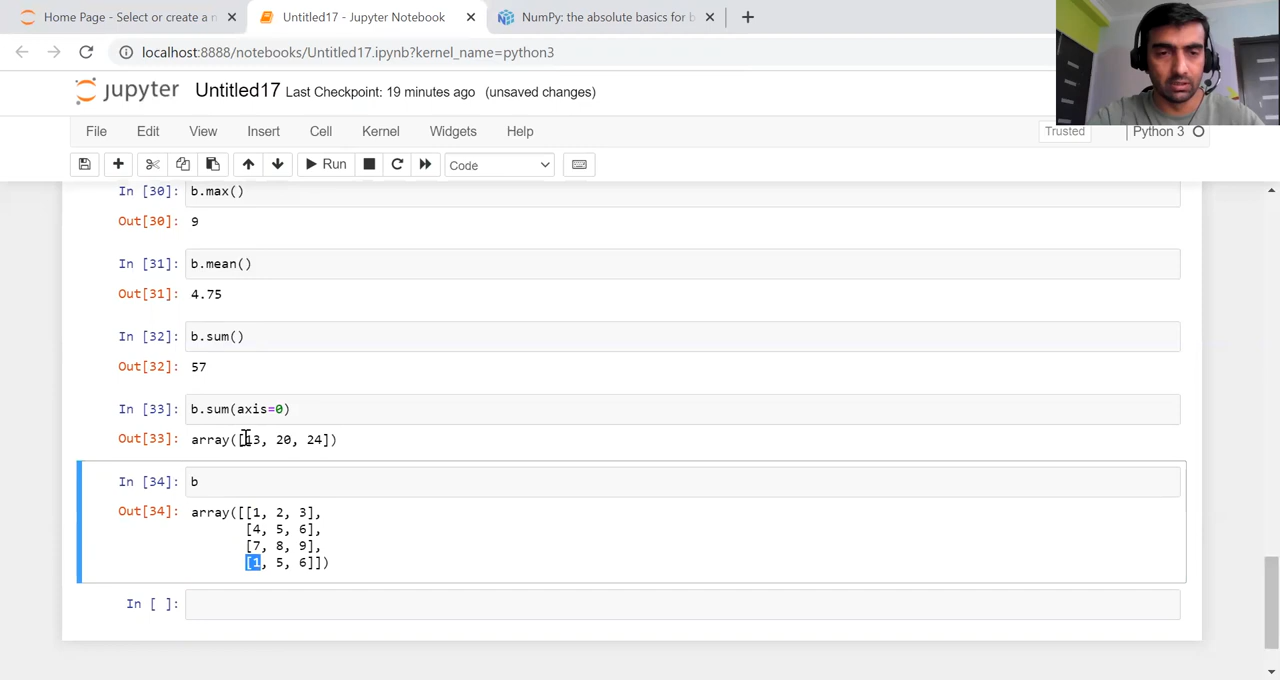 Home Page - Select or create a n
Untitled17 - Jupyter Notebook
NumPy: the absolute basics for b
localhost:8888/notebooks/Untitled17.ipynb?kernel_name=python3
jupyter Untitled17 Last Checkpoint: 19 minutes ago (unsaved changes)
File Edit View Insert Cell Kernel Widgets Help
Trusted Python 3
Run Code
In [30]: b.max()
Out[30]: 9
In [31]: b.mean()
Out[31]: 4.75
In [32]: b.sum()
Out[32]: 57
In [33]: b.sum(axis=0)
Out[33]: array([13, 20, 24])
In [34]: b
Out[34]: array([[1, 2, 3],
[4, 5, 6],
[7, 8, 9],
[1, 5, 6]])
In [ ]: